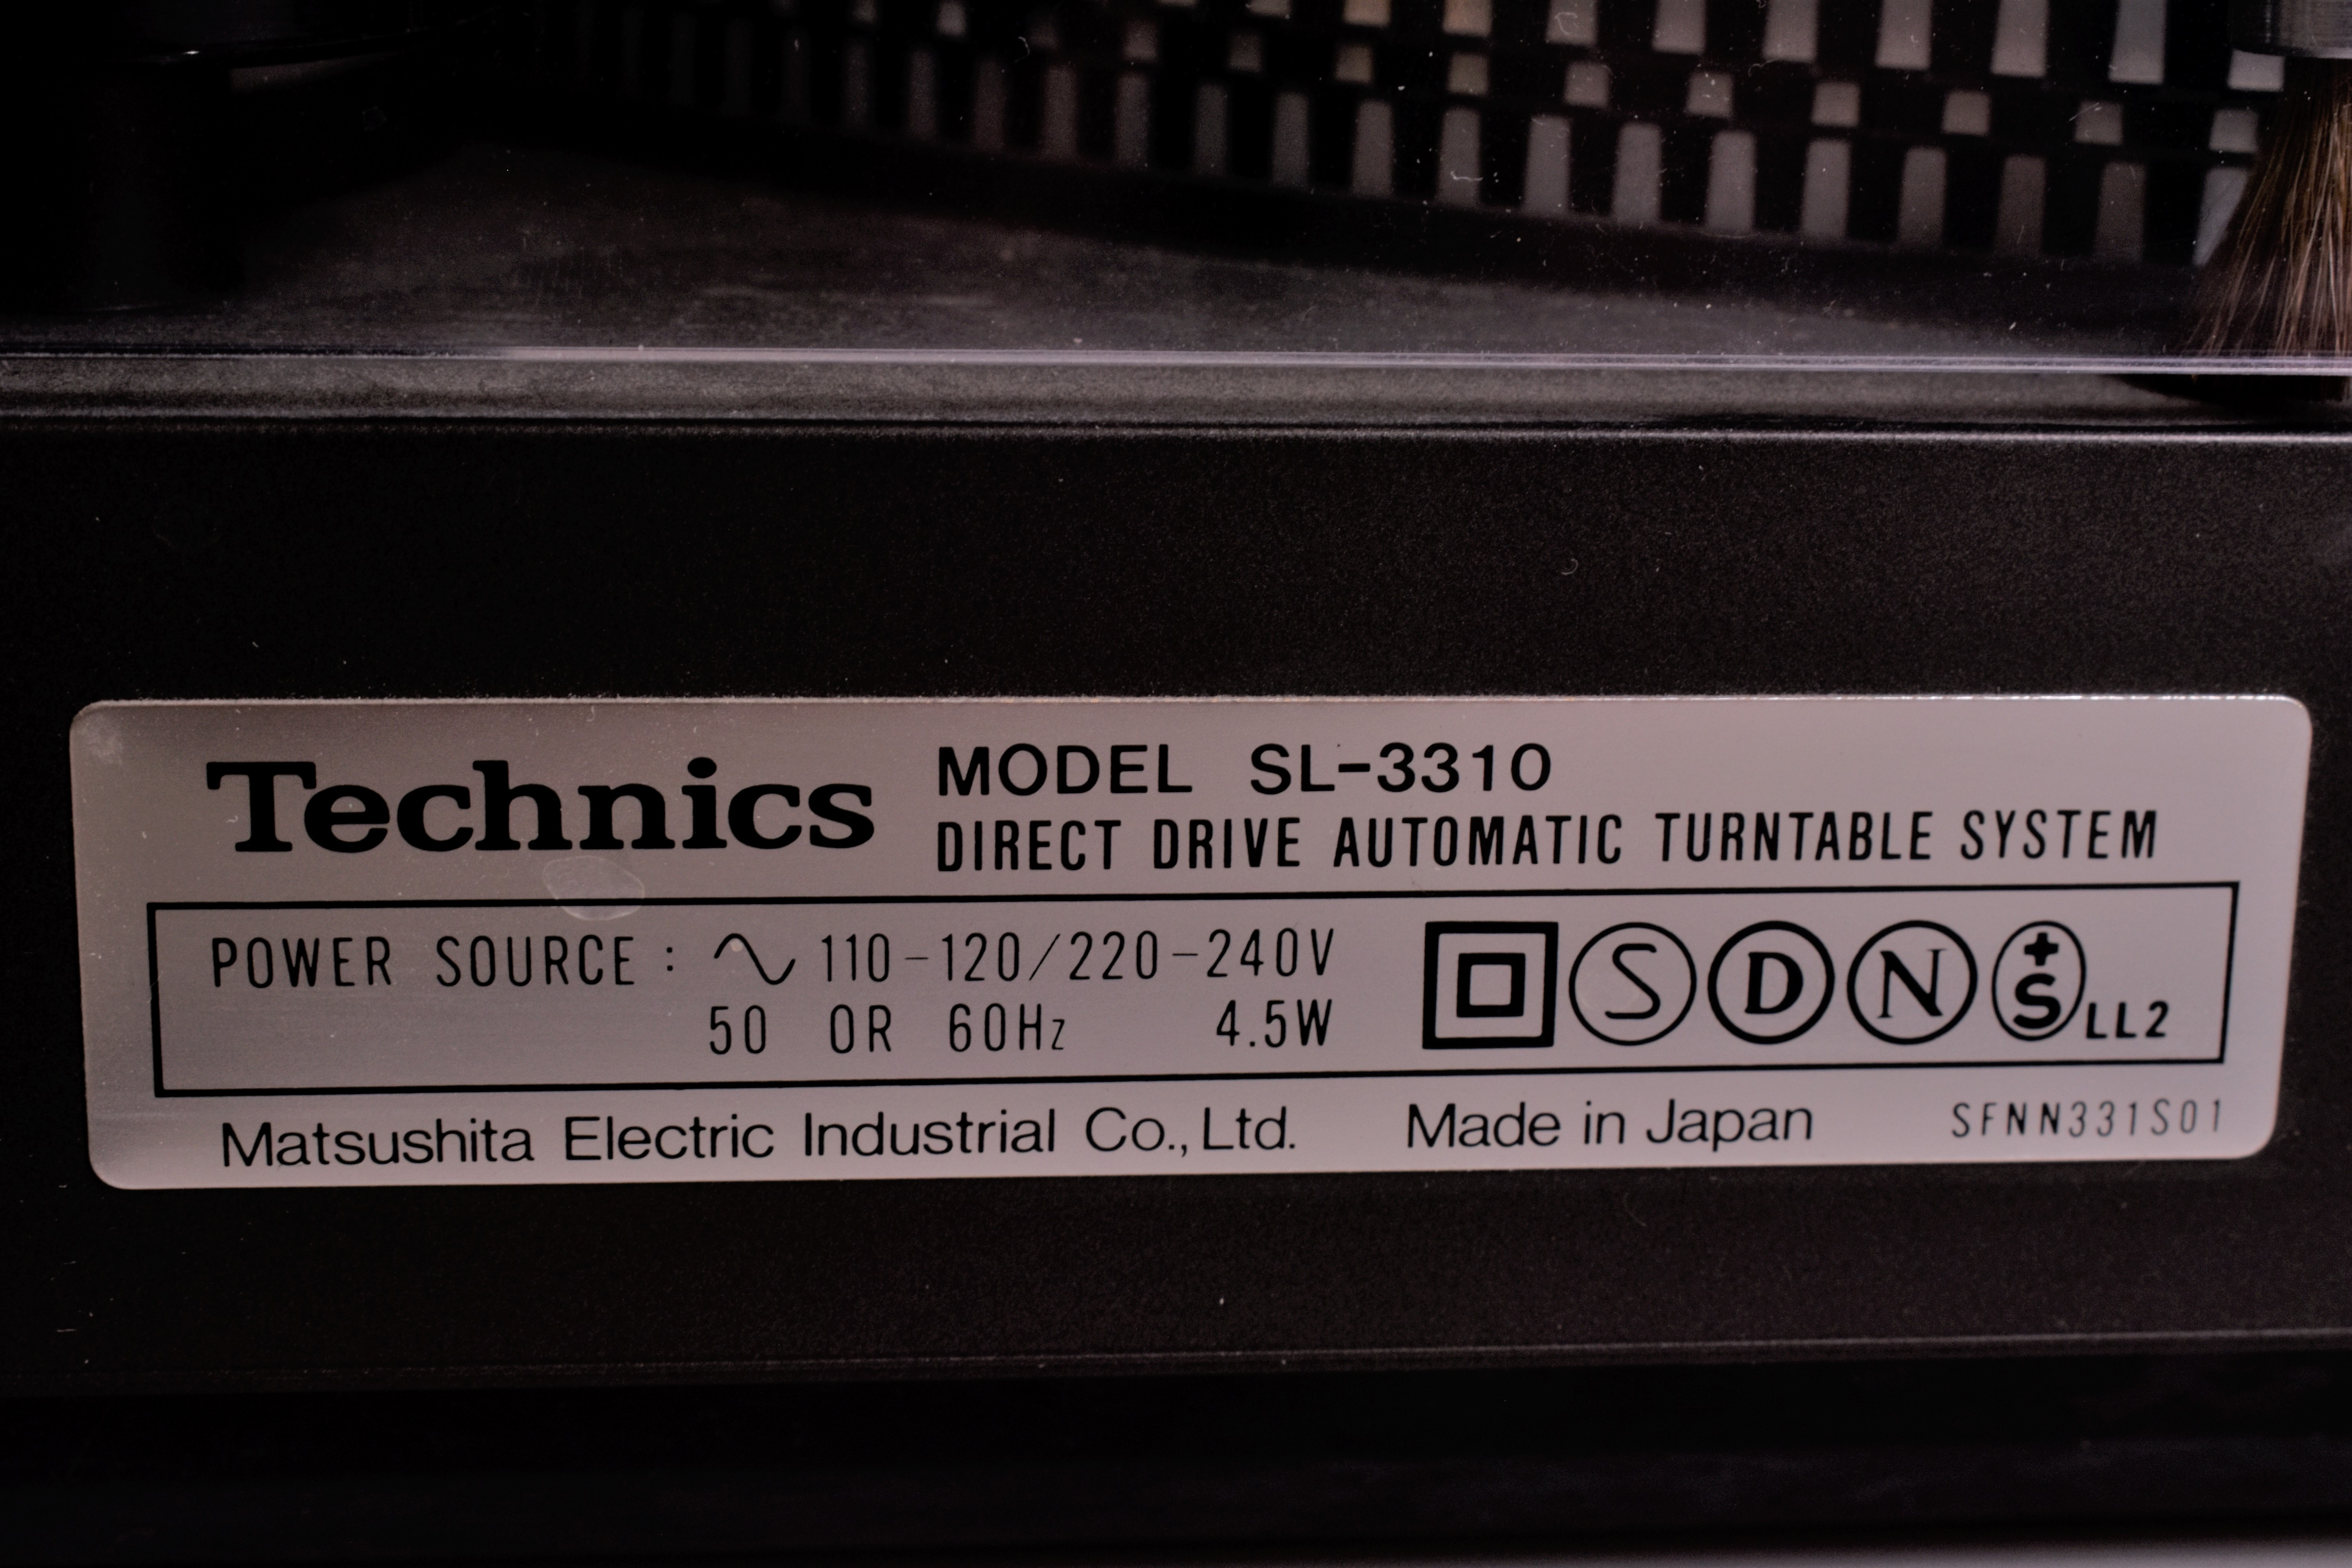 Technics MODEL SL-3310
DIRECT DRIVE AUTOMATIC TURNTABLE SYSTEM
POWER SOURCE : ∿ 110-120/220-240V
50 OR 60Hz 4.5W
S D N +S LL2
Matsushita Electric Industrial Co., Ltd. Made in Japan SFNN331S01